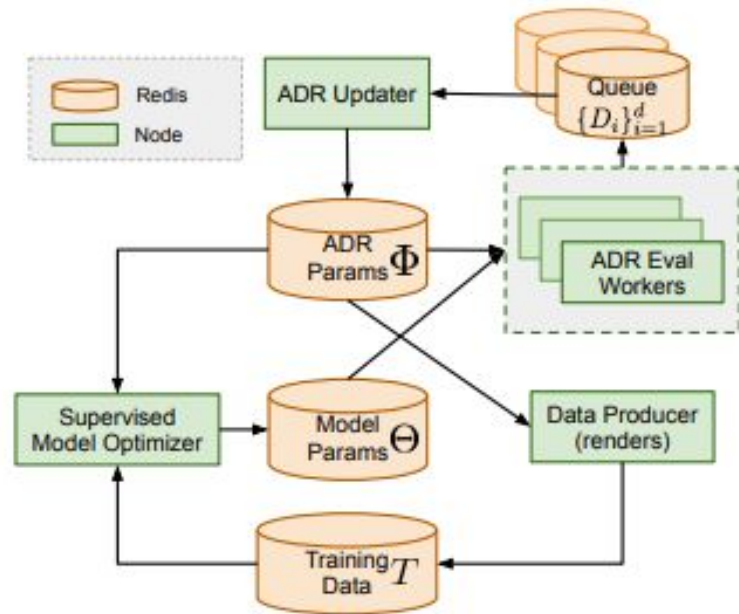 Redis
Node
ADR Updater
Queue
$\{D_i\}_{i=1}^{d}$
ADR
Params Φ
ADR Eval
Workers
Supervised
Model Optimizer
Model
Params Θ
Data Producer
(renders)
Training
Data T